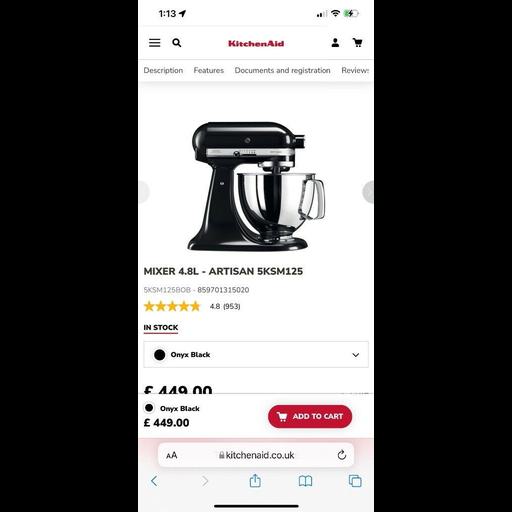 1:13
KitchenAid
Description Features Documents and registration Reviews
MIXER 4.8L - ARTISAN 5KSM125
5KSM125BOB - 859701315020
4.8 (953)
IN STOCK
Onyx Black
£ 449.00
Onyx Black
£ 449.00
ADD TO CART
AA kitchenaid.co.uk